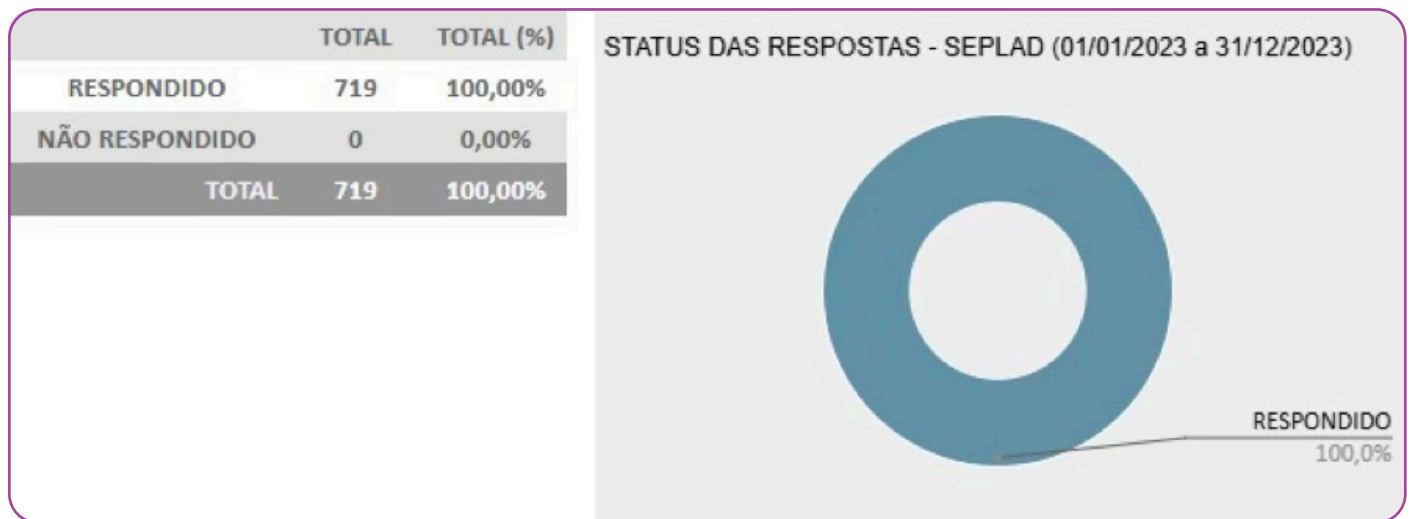 TOTAL TOTAL (%)
RESPONDIDO 719 100,00%
NÃO RESPONDIDO 0 0,00%
TOTAL 719 100,00%
STATUS DAS RESPOSTAS - SEPLAD (01/01/2023 a 31/12/2023)
RESPONDIDO
100,0%